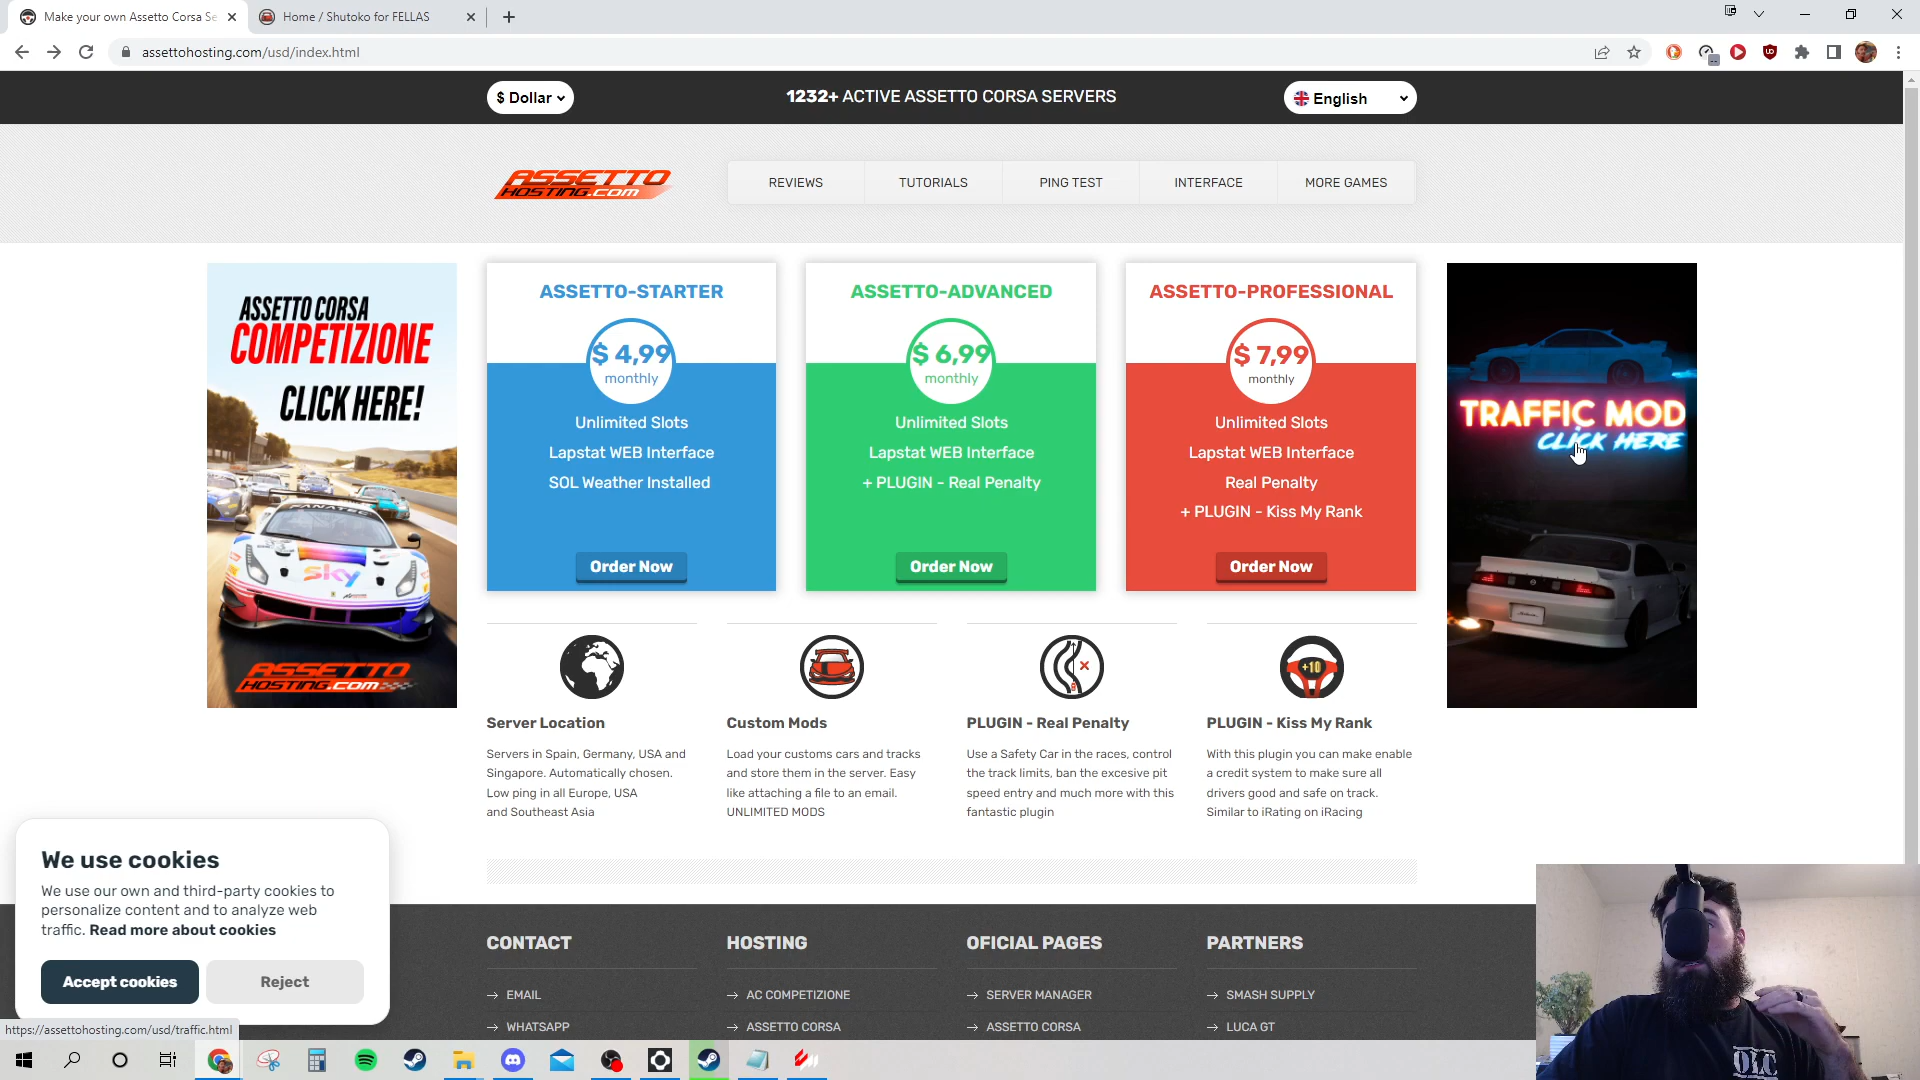 Make your own Assetto Corsa Se
Home / Shutoko for FELLAS
assettohosting.com/usd/index.html
$ Dollar
1232+ ACTIVE ASSETTO CORSA SERVERS
English
ASSETTO
HOSTING.COM
REVIEWS
TUTORIALS
PING TEST
INTERFACE
MORE GAMES
ASSETTO CORSA
COMPETIZIONE
CLICK HERE!
FANATEC
sky
ASSETTO
HOSTING.COM
ASSETTO-STARTER
$ 4,99
monthly
Unlimited Slots
Lapstat WEB Interface
SOL Weather Installed
Order Now
ASSETTO-ADVANCED
$ 6,99
monthly
Unlimited Slots
Lapstat WEB Interface
+ PLUGIN - Real Penalty
Order Now
ASSETTO-PROFESSIONAL
$ 7,99
monthly
Unlimited Slots
Lapstat WEB Interface
Real Penalty
+ PLUGIN - Kiss My Rank
Order Now
TRAFFIC MOD
CLICK HERE
Server Location
Servers in Spain, Germany, USA and
Singapore. Automatically chosen.
Low ping in all Europe, USA
and Southeast Asia
Custom Mods
Load your customs cars and tracks
and store them in the server. Easy
like attaching a file to an email.
UNLIMITED MODS
PLUGIN - Real Penalty
Use a Safety Car in the races, control
the track limits, ban the excesive pit
speed entry and much more with this
fantastic plugin
+10
PLUGIN - Kiss My Rank
With this plugin you can make enable
a credit system to make sure all
drivers good and safe on track.
Similar to iRating on iRacing
We use cookies
We use our own and third-party cookies to
personalize content and to analyze web
traffic. Read more about cookies
Accept cookies
Reject
CONTACT
EMAIL
WHATSAPP
HOSTING
AC COMPETIZIONE
ASSETTO CORSA
OFICIAL PAGES
SERVER MANAGER
ASSETTO CORSA
PARTNERS
SMASH SUPPLY
LUCA GT
https://assettohosting.com/usd/traffic.html
OLC